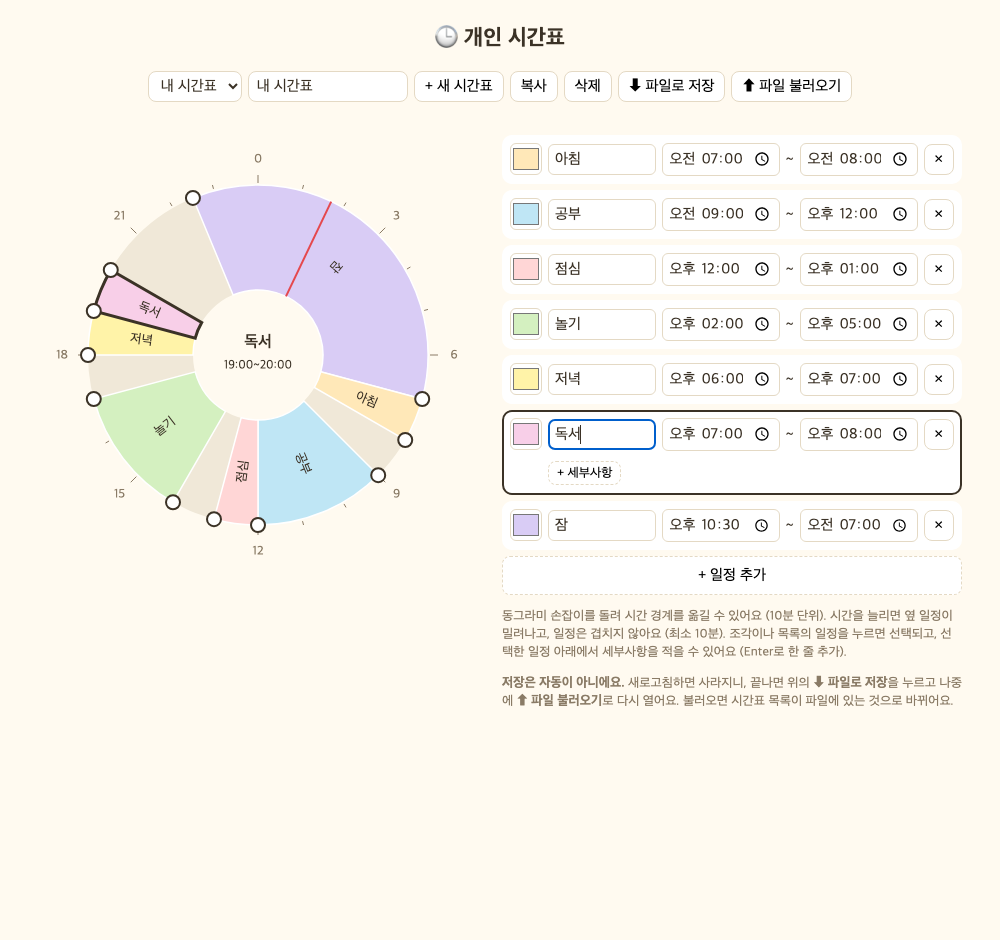 🕒 개인 시간표
내 시간표 내 시간표 + 새 시간표 복사 삭제 ⬇ 파일로 저장 ⬆ 파일 불러오기
0
21
3
잠
독서
저녁
독서
19:00~20:00
18
6
아침
놀기
점심
공부
15
9
12
아침 오전 07:00 ~ 오전 08:00 ×
공부 오전 09:00 ~ 오후 12:00 ×
점심 오후 12:00 ~ 오후 01:00 ×
놀기 오후 02:00 ~ 오후 05:00 ×
저녁 오후 06:00 ~ 오후 07:00 ×
독서 오후 07:00 ~ 오후 08:00 ×
+ 세부사항
잠 오후 10:30 ~ 오전 07:00 ×
+ 일정 추가
동그라미 손잡이를 돌려 시간 경계를 옮길 수 있어요 (10분 단위). 시간을 늘리면 옆 일정이
밀려나고, 일정은 겹치지 않아요 (최소 10분). 조각이나 목록의 일정을 누르면 선택되고, 선
택한 일정 아래에서 세부사항을 적을 수 있어요 (Enter로 한 줄 추가).
저장은 자동이 아니에요. 새로고침하면 사라지니, 끝나면 위의 ⬇ 파일로 저장을 누르고 나중
에 ⬆ 파일 불러오기로 다시 열어요. 불러오면 시간표 목록이 파일에 있는 것으로 바뀌어요.